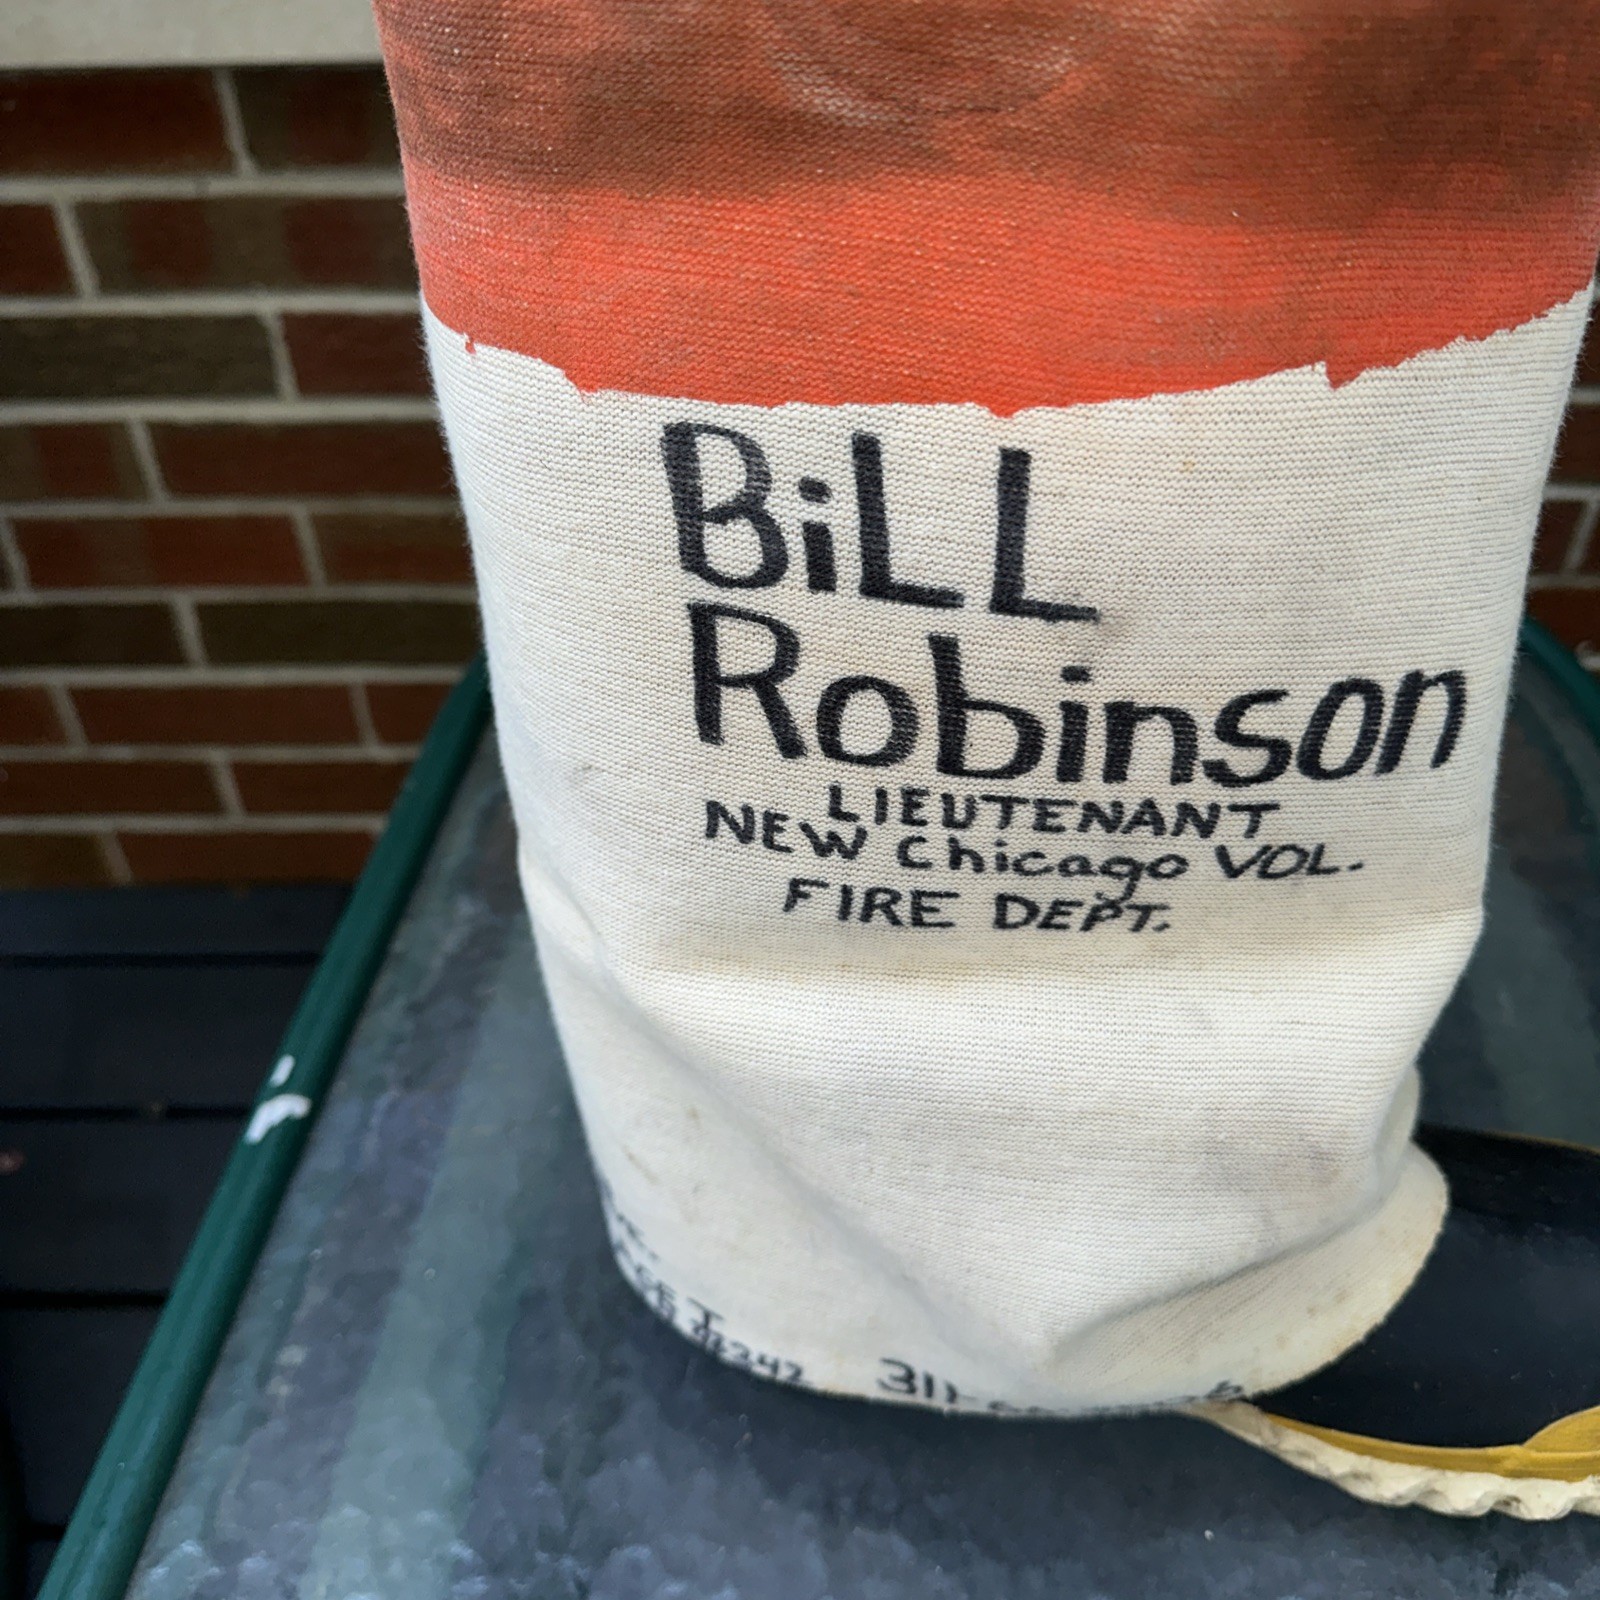 BiLL
Robinson
LIEUTENANT
NEW Chicago VOL.
FIRE DEPT.